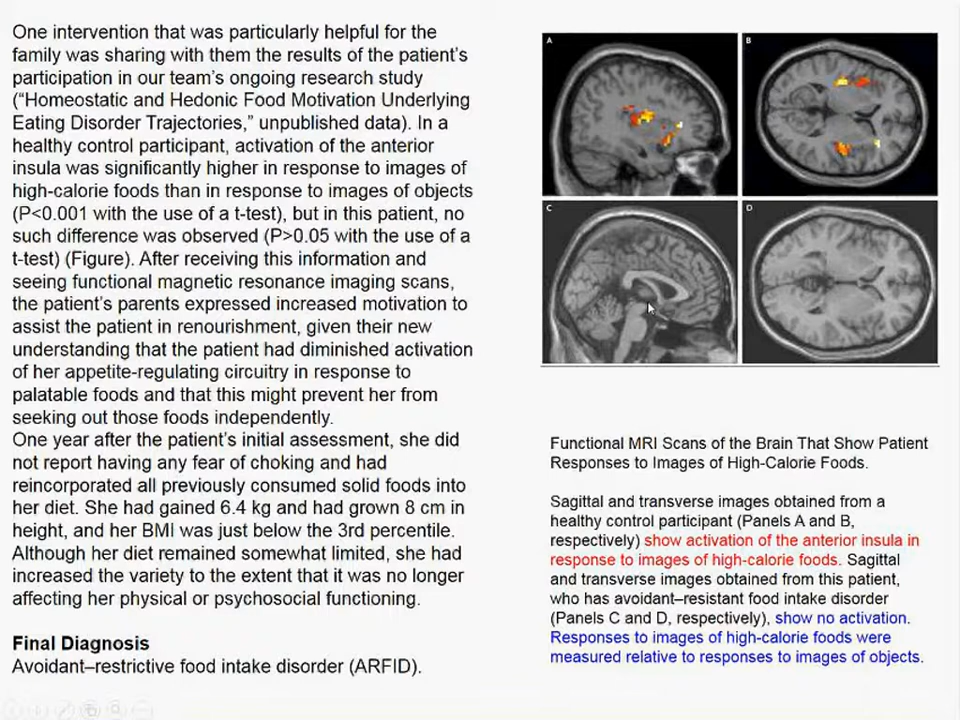 One intervention that was particularly helpful for the
family was sharing with them the results of the patient's
participation in our team's ongoing research study
("Homeostatic and Hedonic Food Motivation Underlying
Eating Disorder Trajectories," unpublished data). In a
healthy control participant, activation of the anterior
insula was significantly higher in response to images of
high-calorie foods than in response to images of objects
(P<0.001 with the use of a t-test), but in this patient, no
such difference was observed (P>0.05 with the use of a
t-test) (Figure). After receiving this information and
seeing functional magnetic resonance imaging scans,
the patient's parents expressed increased motivation to
assist the patient in renourishment, given their new
understanding that the patient had diminished activation
of her appetite-regulating circuitry in response to
palatable foods and that this might prevent her from
seeking out those foods independently.
One year after the patient's initial assessment, she did
not report having any fear of choking and had
reincorporated all previously consumed solid foods into
her diet. She had gained 6.4 kg and had grown 8 cm in
height, and her BMI was just below the 3rd percentile.
Although her diet remained somewhat limited, she had
increased the variety to the extent that it was no longer
affecting her physical or psychosocial functioning.
Final Diagnosis
Avoidant–restrictive food intake disorder (ARFID).
A
B
C
D
Functional MRI Scans of the Brain That Show Patient
Responses to Images of High-Calorie Foods.
Sagittal and transverse images obtained from a
healthy control participant (Panels A and B,
respectively) show activation of the anterior insula in
response to images of high-calorie foods. Sagittal
and transverse images obtained from this patient,
who has avoidant–resistant food intake disorder
(Panels C and D, respectively), show no activation.
Responses to images of high-calorie foods were
measured relative to responses to images of objects.